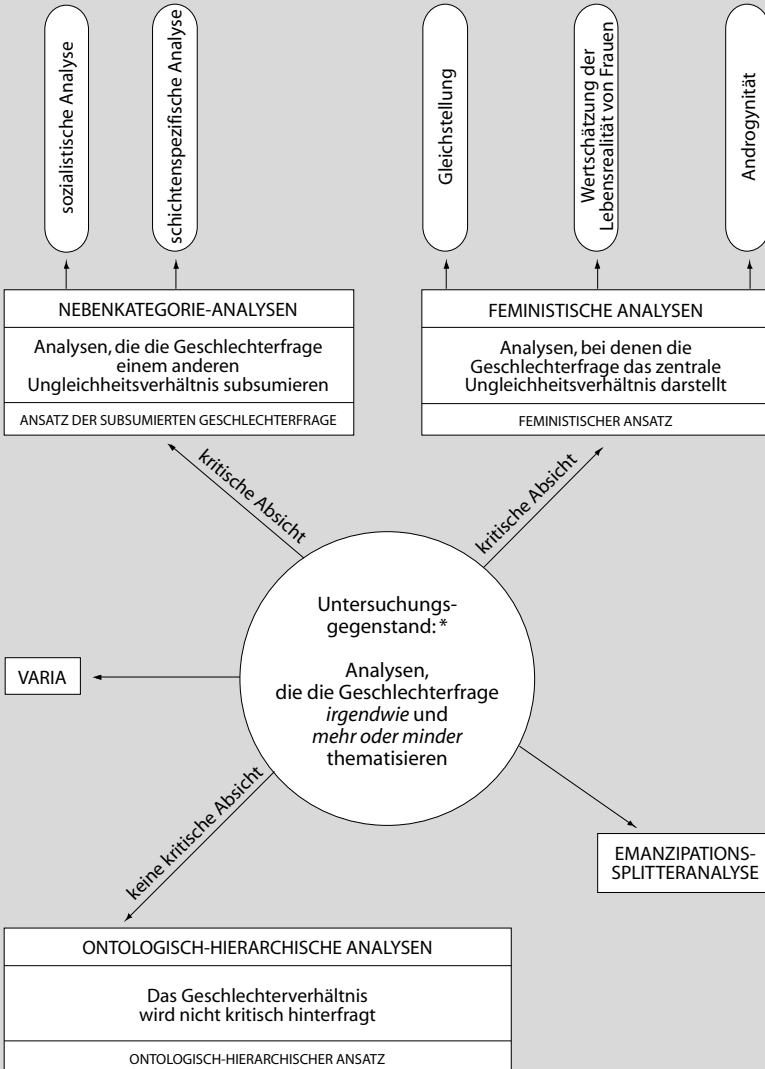 sozialistische Analyse
schichtenspezifische Analyse
Gleichstellung
Wertschätzung der
Lebensrealität von Frauen
Androgynität
NEBENKATEGORIE-ANALYSEN
Analysen, die die Geschlechterfrage
einem anderen
Ungleichheitsverhältnis subsumieren
ANSATZ DER SUBSUMIERTEN GESCHLECHTERFRAGE
FEMINISTISCHE ANALYSEN
Analysen, bei denen die
Geschlechterfrage das zentrale
Ungleichheitsverhältnis darstellt
FEMINISTISCHER ANSATZ
kritische Absicht
kritische Absicht
Untersuchungs-
gegenstand: *
Analysen,
die die Geschlechterfrage
irgendwie und
mehr oder minder
thematisieren
VARIA
keine kritische Absicht
EMANZIPATIONS-
SPLITTERANALYSE
ONTOLOGISCH-HIERARCHISCHE ANALYSEN
Das Geschlechterverhältnis
wird nicht kritisch hinterfragt
ONTOLOGISCH-HIERARCHISCHER ANSATZ